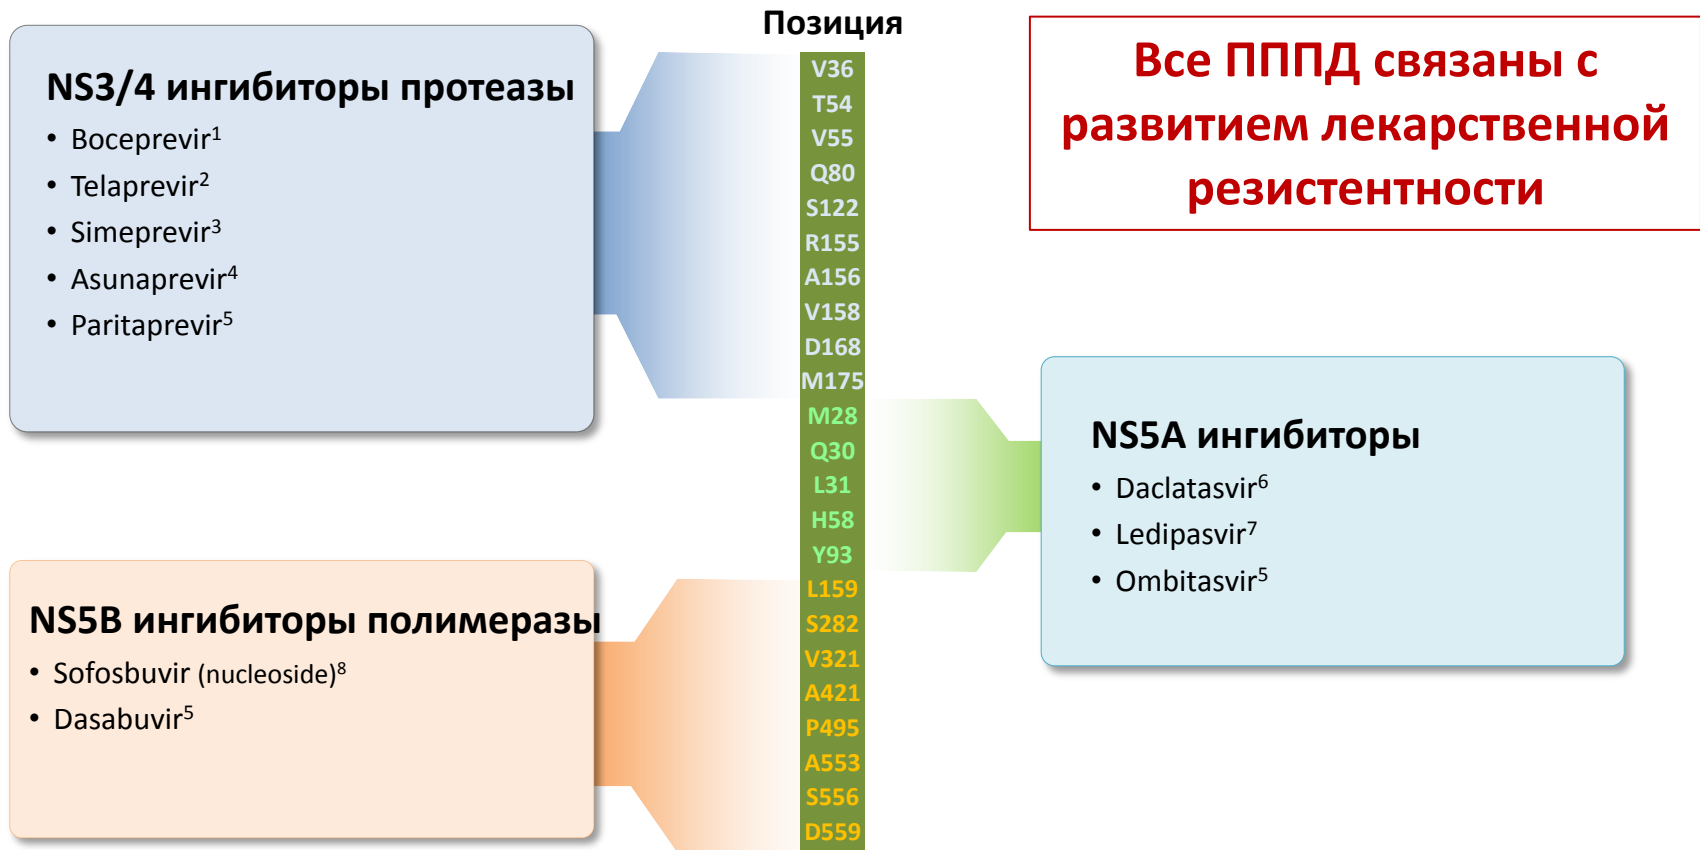 Позиция
NS3/4 ингибиторы протеазы
• Boceprevir¹
• Telaprevir²
• Simeprevir³
• Asunaprevir⁴
• Paritaprevir⁵
V36
T54
V55
Q80
S122
R155
A156
V158
D168
M175
M28
Q30
L31
H58
Y93
L159
S282
V321
A421
P495
A553
S556
D559
Все ПППД связаны с
развитием лекарственной
резистентности
NS5A ингибиторы
• Daclatasvir⁶
• Ledipasvir⁷
• Ombitasvir⁵
NS5B ингибиторы полимеразы
• Sofosbuvir (nucleoside)⁸
• Dasabuvir⁵